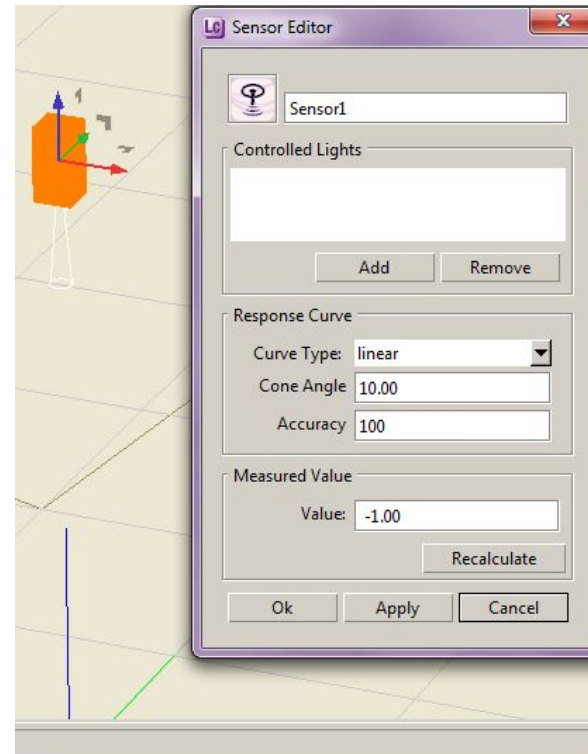 Lc Sensor Editor
Sensor1
Controlled Lights
Add Remove
Response Curve
Curve Type: linear
Cone Angle 10.00
Accuracy 100
Measured Value
Value: -1.00
Recalculate
Ok Apply Cancel